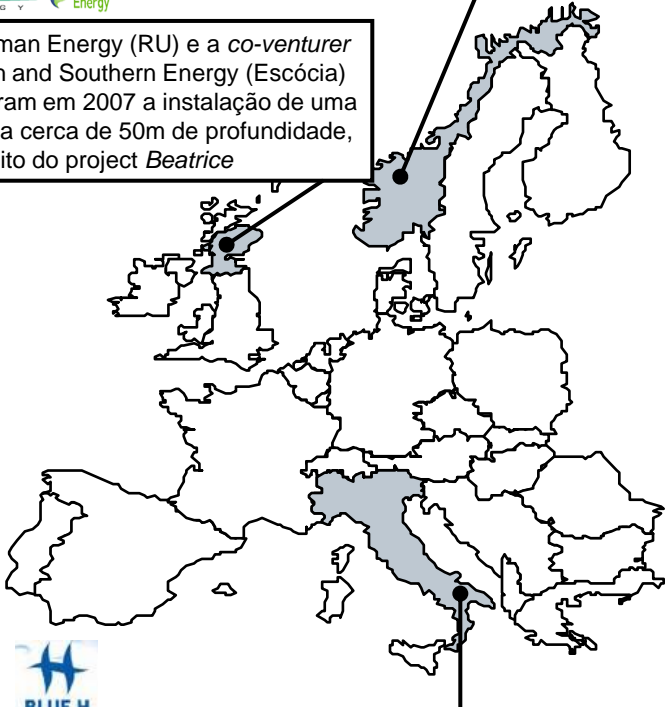 G Y
Energy
man Energy (RU) e a co-venturer
n and Southern Energy (Escócia)
ram em 2007 a instalação de uma
a cerca de 50m de profundidade,
ito do project Beatrice
BLUE H